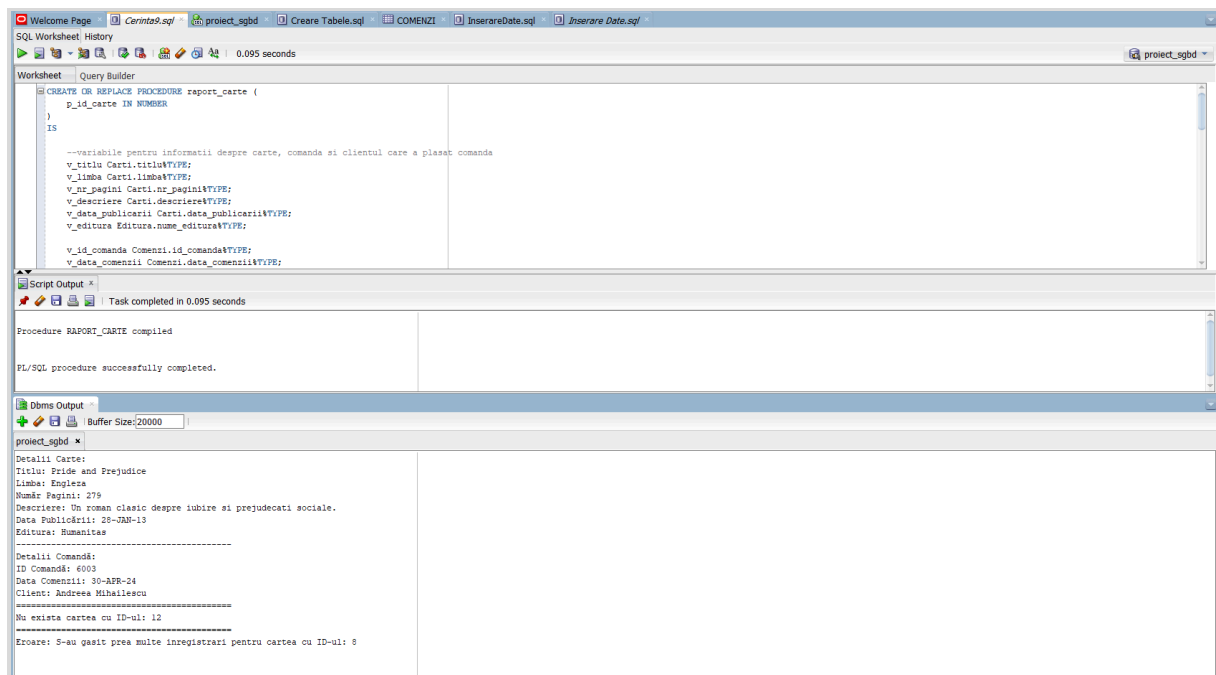 Welcome Page Cerinta9.sql proiect_sgbd Creare Tabele.sql COMENZI InserareDate.sql Inserare Date.sql
SQL Worksheet History
0.095 seconds
proiect_sgbd
Worksheet Query Builder
CREATE OR REPLACE PROCEDURE raport_carte (
p_id_carte IN NUMBER
)
IS
--variabile pentru informatii despre carte, comanda si clientul care a plasat comanda
v_titlu Carti.titlu%TYPE;
v_limba Carti.limba%TYPE;
v_nr_pagini Carti.nr_pagini%TYPE;
v_descriere Carti.descriere%TYPE;
v_data_publicarii Carti.data_publicarii%TYPE;
v_editura Editura.nume_editura%TYPE;
v_id_comanda Comenzi.id_comanda%TYPE;
v_data_comenzii Comenzi.data_comenzii%TYPE;
Script Output
Task completed in 0.095 seconds
Procedure RAPORT_CARTE compiled
PL/SQL procedure successfully completed.
Dbms Output
Buffer Size: 20000
proiect_sgbd
Detalii Carte:
Titlu: Pride and Prejudice
Limba: Engleza
Număr Pagini: 279
Descriere: Un roman clasic despre iubire si prejudecati sociale.
Data Publicării: 28-JAN-13
Editura: Humanitas
-------------------------------------------
Detalii Comandă:
ID Comandă: 6003
Data Comenzii: 30-APR-24
Client: Andreea Mihailescu
===========================================
Nu exista cartea cu ID-ul: 12
===========================================
Eroare: S-au gasit prea multe inregistrari pentru cartea cu ID-ul: 8